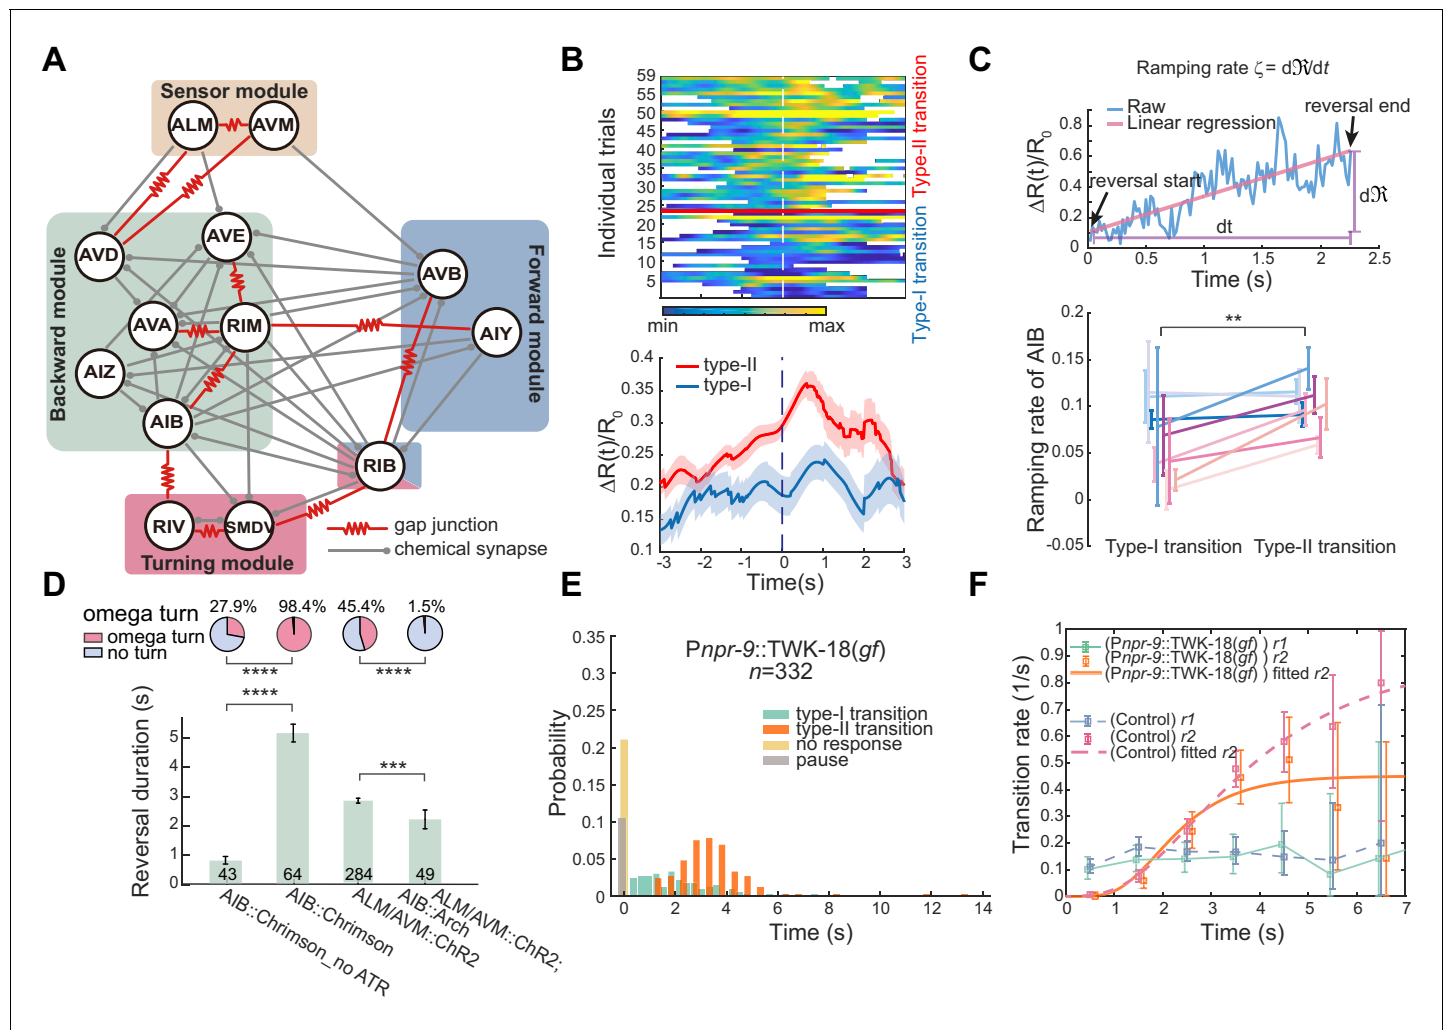 A
Sensor module
ALM
AVM
AVD
AVE
AVB
AVA
RIM
AIY
AIZ
AIB
RIB
RIV
SMDV
Backward module
Forward module
Turning module
gap junction
chemical synapse
B
Individual trials
59
55
50
45
40
35
30
25
20
15
10
5
Type-II transition
Type-I transition
min
max
ΔR(t)/R0
0.4
0.35
0.3
0.25
0.2
0.15
0.1
type-II
type-I
-3 -2 -1 0 1 2 3
Time(s)
C
Ramping rate ζ = dℜ/dt
Raw
Linear regression
reversal end
reversal start
dℜ
dt
ΔR(t)/R0
0.8
0.6
0.4
0.2
0
0 0.5 1 1.5 2 2.5
Time (s)
Ramping rate of AIB
0.2
0.15
0.1
0.05
0
-0.05
**
Type-I transition Type-II transition
D
omega turn
omega turn
no turn
27.9% 98.4% 45.4% 1.5%
**** ****
****
***
Reversal duration (s)
5
4
3
2
1
0
43 64 284 49
AIB::Chrimson_no ATR
AIB::Chrimson
ALM/AVM::ChR2
ALM/AVM::ChR2;
AIB::Arch
E
Pnpr-9::TWK-18(gf)
n=332
type-I transition
type-II transition
no response
pause
Probability
0.35
0.3
0.25
0.2
0.15
0.1
0.05
0
0 2 4 6 8 10 12 14
Time (s)
F
(Pnpr-9::TWK-18(gf) ) r1
(Pnpr-9::TWK-18(gf) ) r2
(Pnpr-9::TWK-18(gf) ) fitted r2
(Control) r1
(Control) r2
(Control) fitted r2
Transition rate (1/s)
1
0.9
0.8
0.7
0.6
0.5
0.4
0.3
0.2
0.1
0
0 1 2 3 4 5 6 7
Time (s)